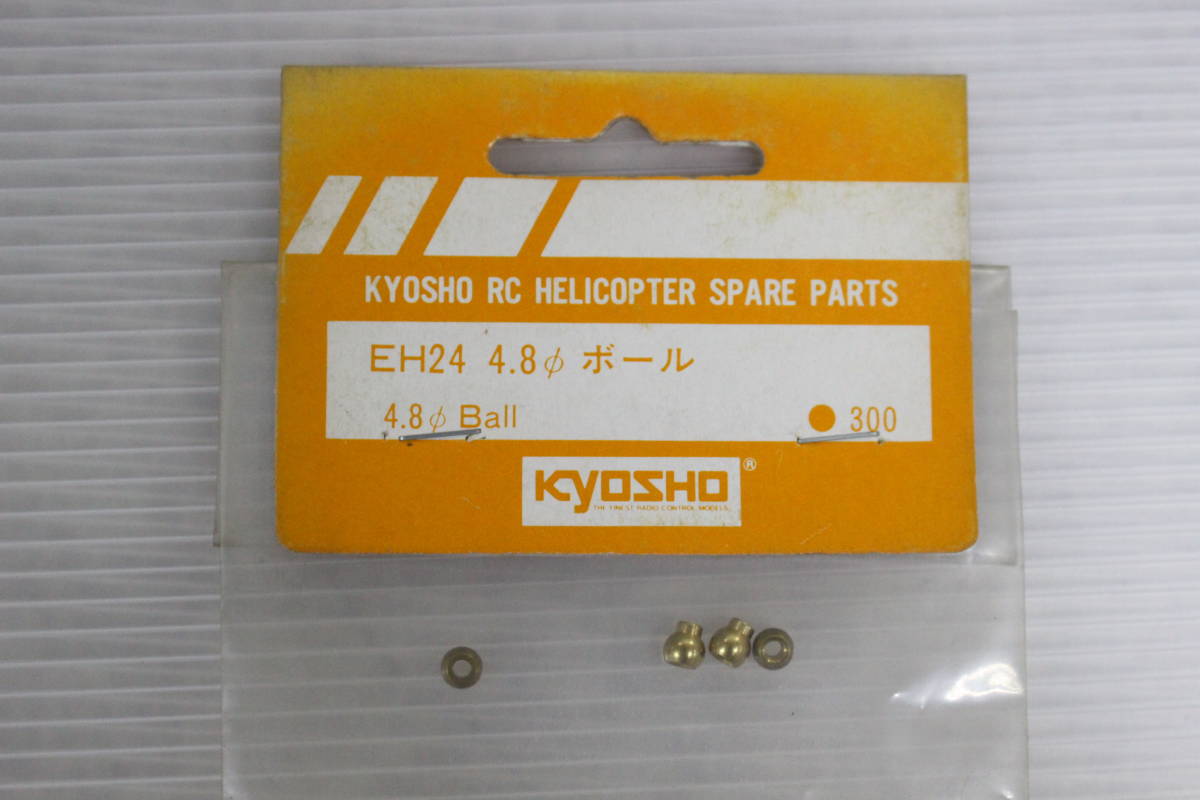 KYOSHO RC HELICOPTER SPARE PARTS
EH24 4.8φ ボール
4.8φ Ball ● 300
KYOSHO ®
THE FINEST RADIO CONTROL MODELS